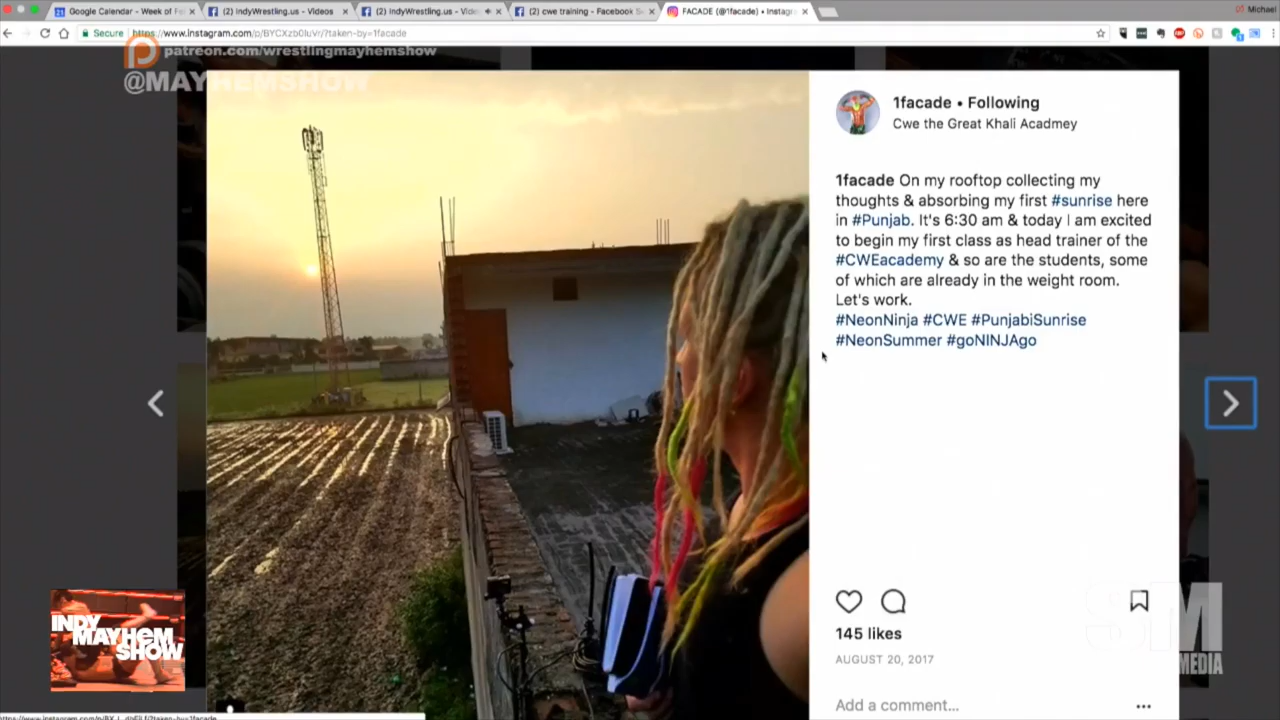 Google Calendar - Week of Fe
(2) IndyWrestling.us - Videos
(2) IndyWrestling.us - Vide
(2) cwe training - Facebook S
FACADE (@1facade) • Instagra
Michael
Secure
https://www.instagram.com/p/BYCXzb0luVr/?taken-by=1facade
patreon.com/wrestlingmayhemshow
@MAYHEMSHOW
1facade • Following
Cwe the Great Khali Acadmey
1facade On my rooftop collecting my
thoughts & absorbing my first #sunrise here
in #Punjab. It's 6:30 am & today I am excited
to begin my first class as head trainer of the
#CWEacademy & so are the students, some
of which are already in the weight room.
Let's work.
#NeonNinja #CWE #PunjabiSunrise
#NeonSummer #goNINJAgo
145 likes
AUGUST 20, 2017
Add a comment...
INDY
MAYHEM
SHOW
SM
MEDIA